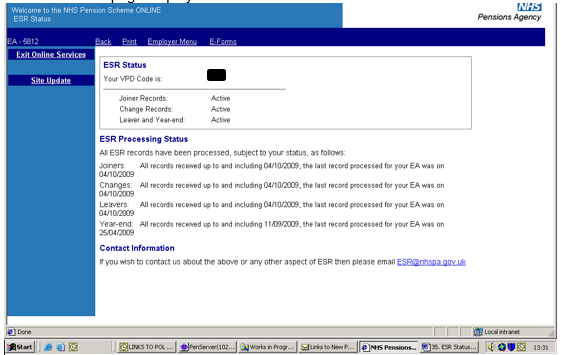 Welcome to the NHS Pension Scheme ONLINE
ESR Status
NHS
Pensions Agency
EA - 5812
Back Print Employer Menu E-Forms
Exit Online Services
Site Update
ESR Status
Your VPD Code is:
Joiner Records: Active
Change Records: Active
Leaver and Year-end: Active
ESR Processing Status
All ESR records have been processed, subject to your status, as follows:
Joiners: All records received up to and including 04/10/2009, the last record processed for your EA was on
04/10/2009
Changes: All records received up to and including 04/10/2009, the last record processed for your EA was on
04/10/2009
Leavers: All records received up to and including 04/10/2009, the last record processed for your EA was on
04/10/2009
Year-end: All records received up to and including 11/09/2009, the last record processed for your EA was on
25/04/2009
Contact Information
If you wish to contact us about the above or any other aspect of ESR then please email ESR@nhspa.gov.uk
Done Local intranet
Start LINKS TO POL ... PenServer(102... Works in Progr... Links to New P... NHS Pensions... 35. ESR Status... 13:31